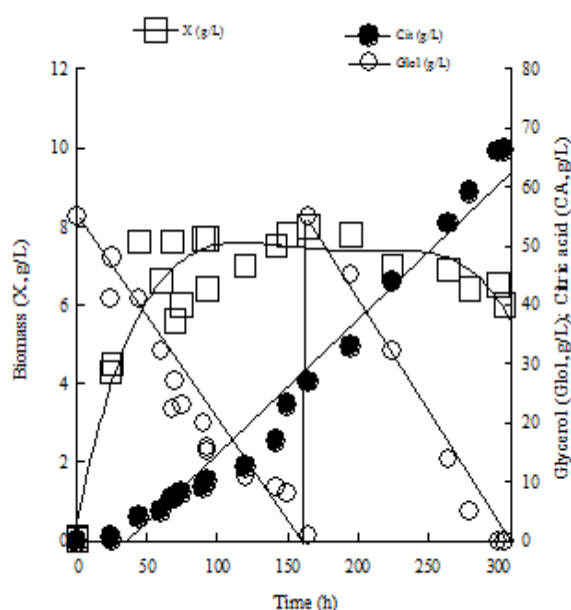 X (g/L)
Cit (g/L)
Glol (g/L)
12
10
8
6
4
2
0
80
70
60
50
40
30
20
10
0
0 50 100 150 200 250 300
Biomass (X, g/L)
Glycerol (Glol, g/L); Citric acid (CA, g/L)
Time (h)